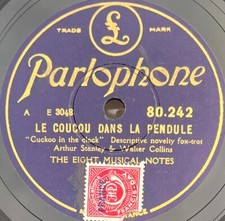 TRADE MARK
£
Parlophone
A E 3048 80.242
LE COUCOU DANS LA PENDULE
"Cuckoo in the clock" Descriptive novelty fox-trot
Arthur Stanley & Walter Collins
THE EIGHT MUSICAL NOTES
FRANCE